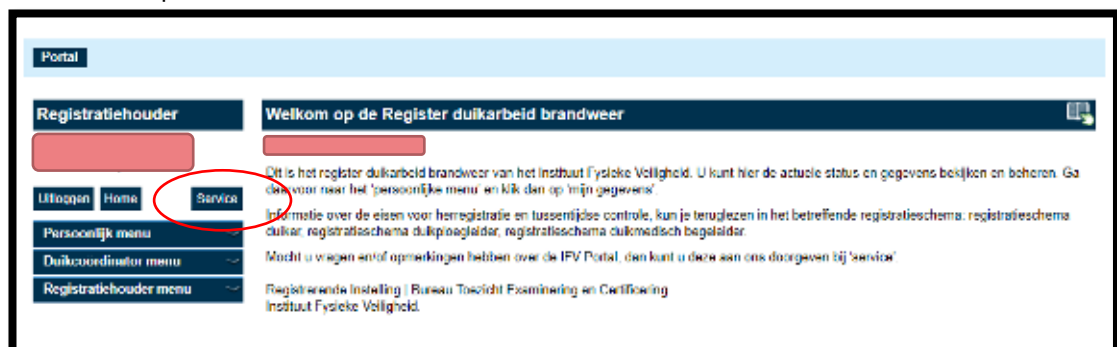 Portal
Registratiehouder
Welkom op de Register duikarbeid brandweer
Dit is het register duikarbeid brandweer van het Instituut Fysieke Veiligheid. U kunt hier de actuele status en gegevens bekijken en beheren. Ga
daarvoor naar het 'persoonlijke menu' en klik dan op 'mijn gegevens'.
Uitloggen Home Service
Informatie over de eisen voor herregistratie en tussentijdse controle, kun je teruglezen in het betreffende registratieschema: registratieschema
duiker, registratieschema duikploegleider, registratieschema duikmedisch begeleider.
Persoonlijk menu
Duikcoordinator menu
Mocht u vragen en/of opmerkingen hebben over de IFV Portal, dan kunt u deze aan ons doorgeven bij 'service'.
Registratiehouder menu
Registrerende Instelling | Bureau Toezicht Examinering en Certificering
Instituut Fysieke Veiligheid.